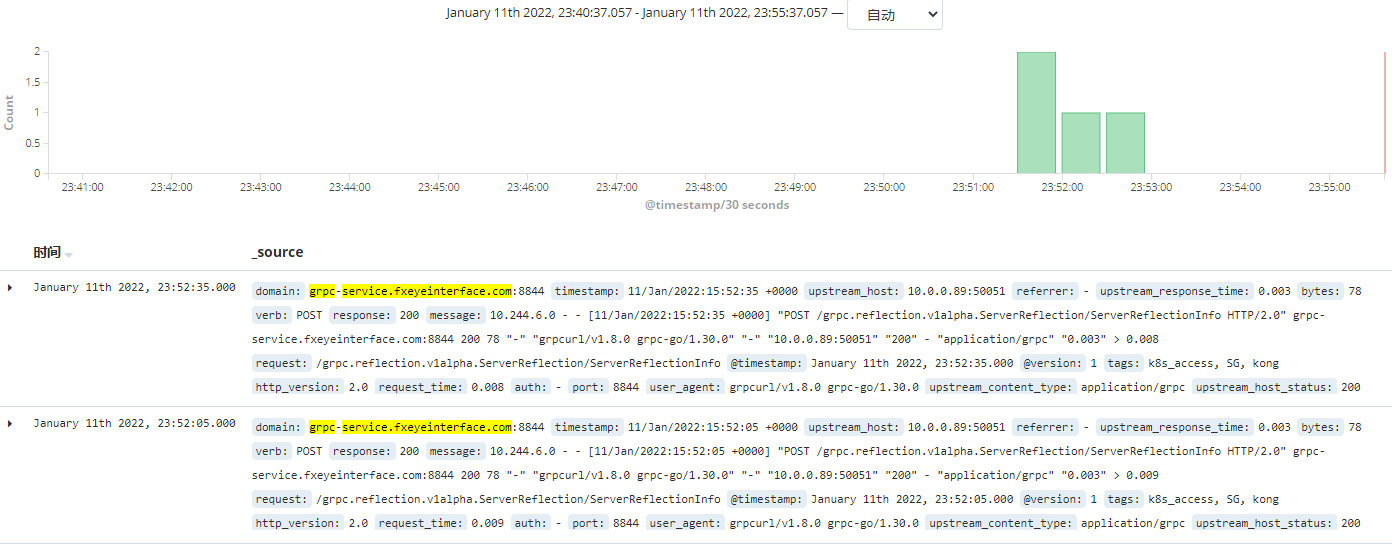 January 11th 2022, 23:40:37.057 - January 11th 2022, 23:55:37.057 — 自动
2
1.5
1
0.5
0
Count
23:41:00 23:42:00 23:43:00 23:44:00 23:45:00 23:46:00 23:47:00 23:48:00 23:49:00 23:50:00 23:51:00 23:52:00 23:53:00 23:54:00 23:55:00
@timestamp/30 seconds
时间 _source
January 11th 2022, 23:52:35.000 domain: grpc-service.fxeyeinterface.com:8844 timestamp: 11/Jan/2022:15:52:35 +0000 upstream_host: 10.0.0.89:50051 referrer: - upstream_response_time: 0.003 bytes: 78
verb: POST response: 200 message: 10.244.6.0 - - [11/Jan/2022:15:52:35 +0000] "POST /grpc.reflection.v1alpha.ServerReflection/ServerReflectionInfo HTTP/2.0" grpc-
service.fxeyeinterface.com:8844 200 78 "-" "grpcurl/v1.8.0 grpc-go/1.30.0" "-" "10.0.0.89:50051" "200" - "application/grpc" "0.003" > 0.008
request: /grpc.reflection.v1alpha.ServerReflection/ServerReflectionInfo @timestamp: January 11th 2022, 23:52:35.000 @version: 1 tags: k8s_access, SG, kong
http_version: 2.0 request_time: 0.008 auth: - port: 8844 user_agent: grpcurl/v1.8.0 grpc-go/1.30.0 upstream_content_type: application/grpc upstream_host_status: 200
January 11th 2022, 23:52:05.000 domain: grpc-service.fxeyeinterface.com:8844 timestamp: 11/Jan/2022:15:52:05 +0000 upstream_host: 10.0.0.89:50051 referrer: - upstream_response_time: 0.003 bytes: 78
verb: POST response: 200 message: 10.244.6.0 - - [11/Jan/2022:15:52:05 +0000] "POST /grpc.reflection.v1alpha.ServerReflection/ServerReflectionInfo HTTP/2.0" grpc-
service.fxeyeinterface.com:8844 200 78 "-" "grpcurl/v1.8.0 grpc-go/1.30.0" "-" "10.0.0.89:50051" "200" - "application/grpc" "0.003" > 0.009
request: /grpc.reflection.v1alpha.ServerReflection/ServerReflectionInfo @timestamp: January 11th 2022, 23:52:05.000 @version: 1 tags: k8s_access, SG, kong
http_version: 2.0 request_time: 0.009 auth: - port: 8844 user_agent: grpcurl/v1.8.0 grpc-go/1.30.0 upstream_content_type: application/grpc upstream_host_status: 200